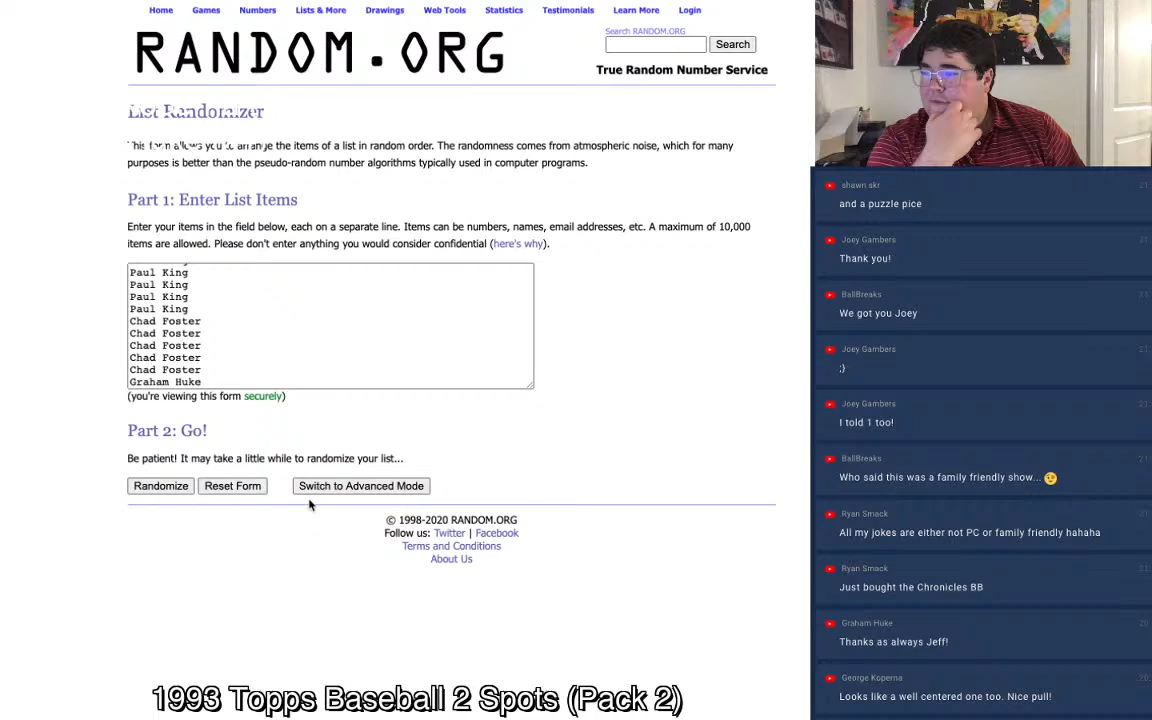 Home Games Numbers Lists & More Drawings Web Tools Statistics Testimonials Learn More Login
RANDOM.ORG
Search RANDOM.ORG
Search
True Random Number Service
List Randomizer
This form allows you to arrange the items of a list in random order. The randomness comes from atmospheric noise, which for many
purposes is better than the pseudo-random number algorithms typically used in computer programs.
Part 1: Enter List Items
Enter your items in the field below, each on a separate line. Items can be numbers, names, email addresses, etc. A maximum of 10,000
items are allowed. Please don't enter anything you would consider confidential (here's why).
Paul King
Paul King
Paul King
Paul King
Chad Foster
Chad Foster
Chad Foster
Chad Foster
Chad Foster
Graham Huke
(you're viewing this form securely)
Part 2: Go!
Be patient! It may take a little while to randomize your list...
Randomize Reset Form Switch to Advanced Mode
© 1998-2020 RANDOM.ORG
Follow us: Twitter | Facebook
Terms and Conditions
About Us
1993 Topps Baseball 2 Spots (Pack 2)
shawn skr
and a puzzle pice
Joey Gambers
Thank you!
BallBreaks
We got you Joey
Joey Gambers
;)
Joey Gambers
I told 1 too!
BallBreaks
Who said this was a family friendly show...
Ryan Smack
All my jokes are either not PC or family friendly hahaha
Ryan Smack
Just bought the Chronicles BB
Graham Huke
Thanks as always Jeff!
George Koperna
Looks like a well centered one too. Nice pull!